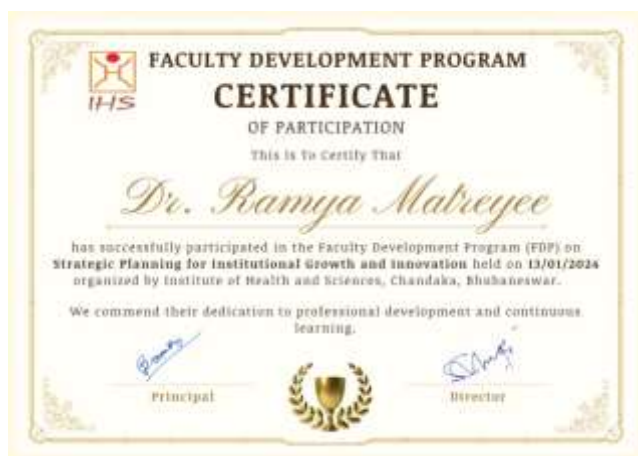 IHS
FACULTY DEVELOPMENT PROGRAM
CERTIFICATE
OF PARTICIPATION
This Is To Certify That
Dr. Ramya Matreyee
has successfully participated in the Faculty Development Program (FDP) on
Strategic Planning for Institutional Growth and Innovation held on 13/01/2024
organized by Institute of Health and Sciences, Chandaka, Bhubaneswar.
We commend their dedication to professional development and continuous
learning.
Principal
Director